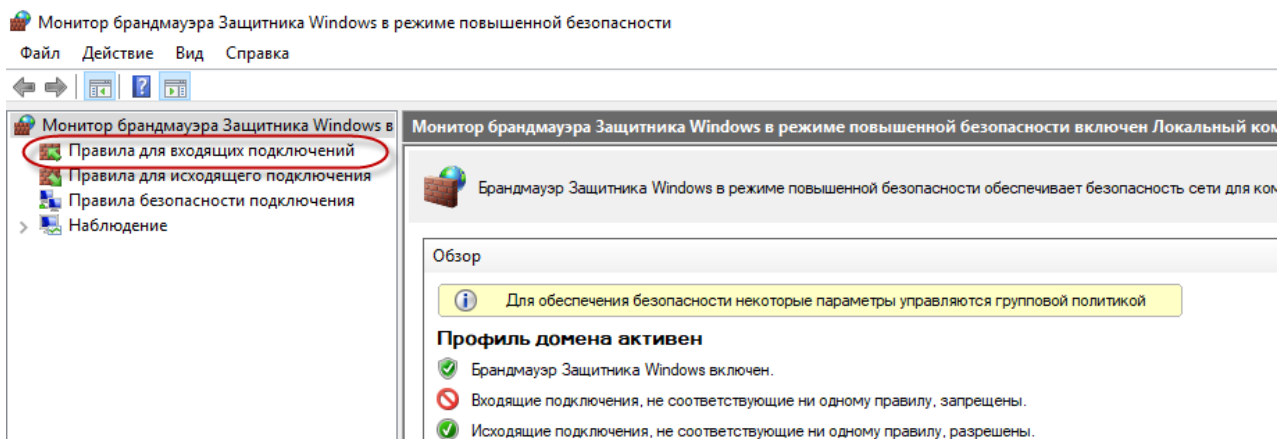 Монитор брандмауэра Защитника Windows в режиме повышенной безопасности
Файл Действие Вид Справка
Монитор брандмауэра Защитника Windows в
Правила для входящих подключений
Правила для исходящего подключения
Правила безопасности подключения
Наблюдение
Монитор брандмауэра Защитника Windows в режиме повышенной безопасности включен Локальный ком
Брандмауэр Защитника Windows в режиме повышенной безопасности обеспечивает безопасность сети для ком
Обзор
Для обеспечения безопасности некоторые параметры управляются групповой политикой
Профиль домена активен
Брандмауэр Защитника Windows включен.
Входящие подключения, не соответствующие ни одному правилу, запрещены.
Исходящие подключения, не соответствующие ни одному правилу, разрешены.